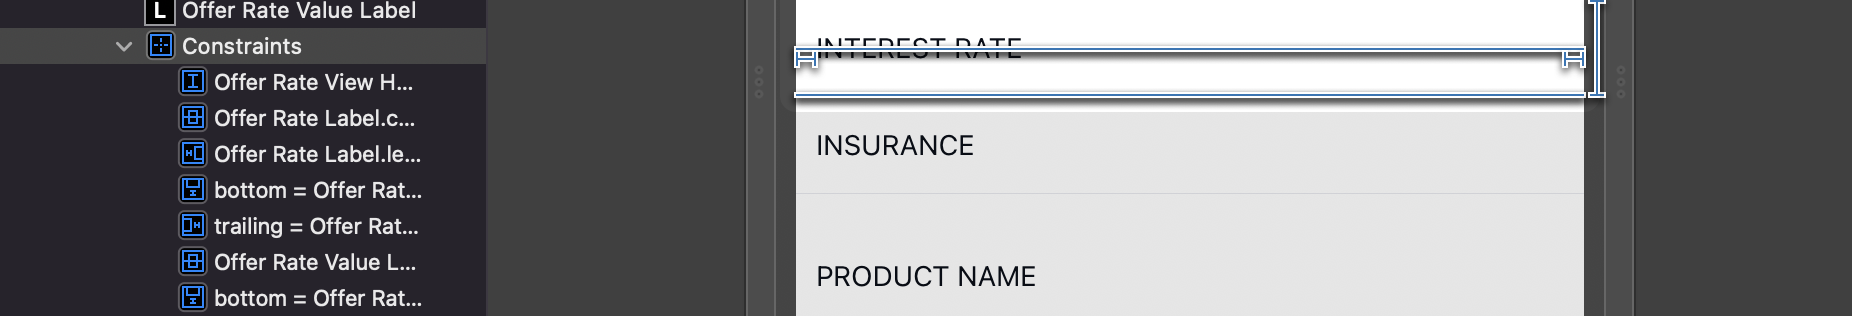 L Offer Rate Value Label
Constraints
Offer Rate View H...
Offer Rate Label.c...
Offer Rate Label.le...
bottom = Offer Rat...
trailing = Offer Rat...
Offer Rate Value L...
bottom = Offer Rat...
INTEREST RATE
INSURANCE
PRODUCT NAME